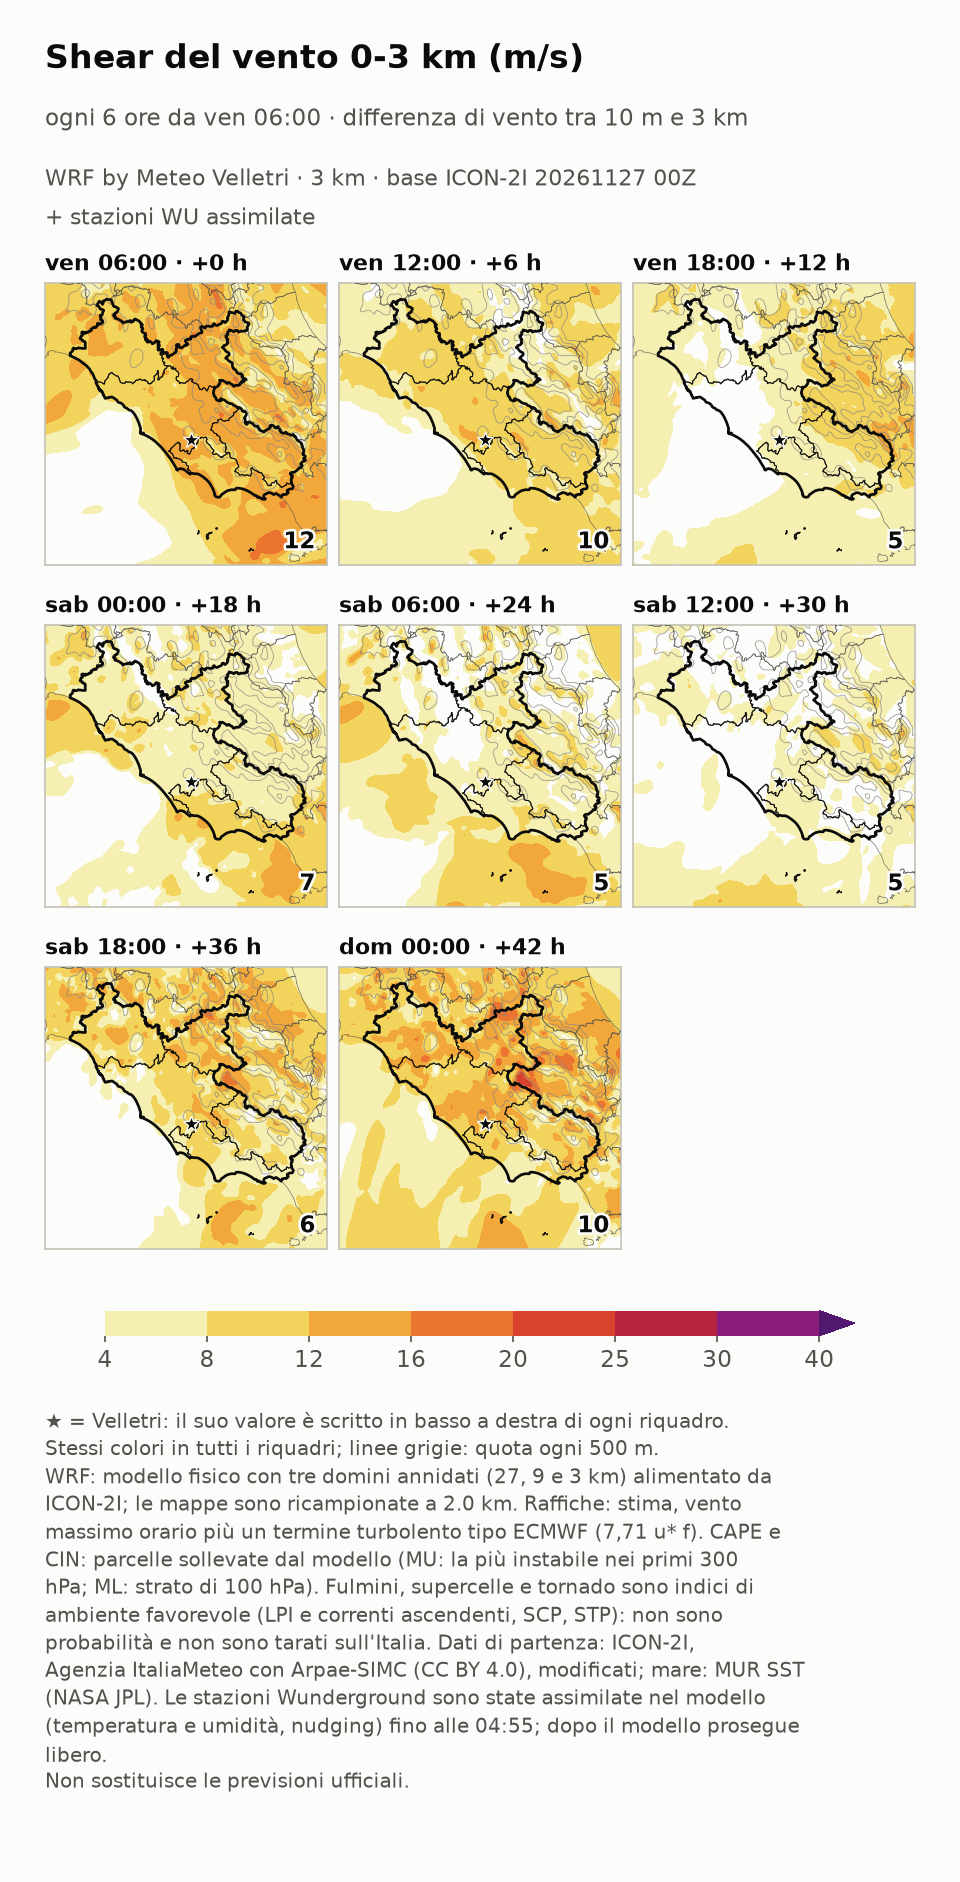 Shear del vento 0-3 km (m/s)
ogni 6 ore da ven 06:00 · differenza di vento tra 10 m e 3 km
WRF by Meteo Velletri · 3 km · base ICON-2I 20261127 00Z
+ stazioni WU assimilate
ven 06:00 · +0 h
ven 12:00 · +6 h
ven 18:00 · +12 h
12
10
5
sab 00:00 · +18 h
sab 06:00 · +24 h
sab 12:00 · +30 h
7
5
5
sab 18:00 · +36 h
dom 00:00 · +42 h
6
10
4 8 12 16 20 25 30 40
★ = Velletri: il suo valore è scritto in basso a destra di ogni riquadro.
Stessi colori in tutti i riquadri; linee grigie: quota ogni 500 m.
WRF: modello fisico con tre domini annidati (27, 9 e 3 km) alimentato da
ICON-2I; le mappe sono ricampionate a 2.0 km. Raffiche: stima, vento
massimo orario più un termine turbolento tipo ECMWF (7,71 u* f). CAPE e
CIN: parcelle sollevate dal modello (MU: la più instabile nei primi 300
hPa; ML: strato di 100 hPa). Fulmini, supercelle e tornado sono indici di
ambiente favorevole (LPI e correnti ascendenti, SCP, STP): non sono
probabilità e non sono tarati sull'Italia. Dati di partenza: ICON-2I,
Agenzia ItaliaMeteo con Arpae-SIMC (CC BY 4.0), modificati; mare: MUR SST
(NASA JPL). Le stazioni Wunderground sono state assimilate nel modello
(temperatura e umidità, nudging) fino alle 04:55; dopo il modello prosegue
libero.
Non sostituisce le previsioni ufficiali.